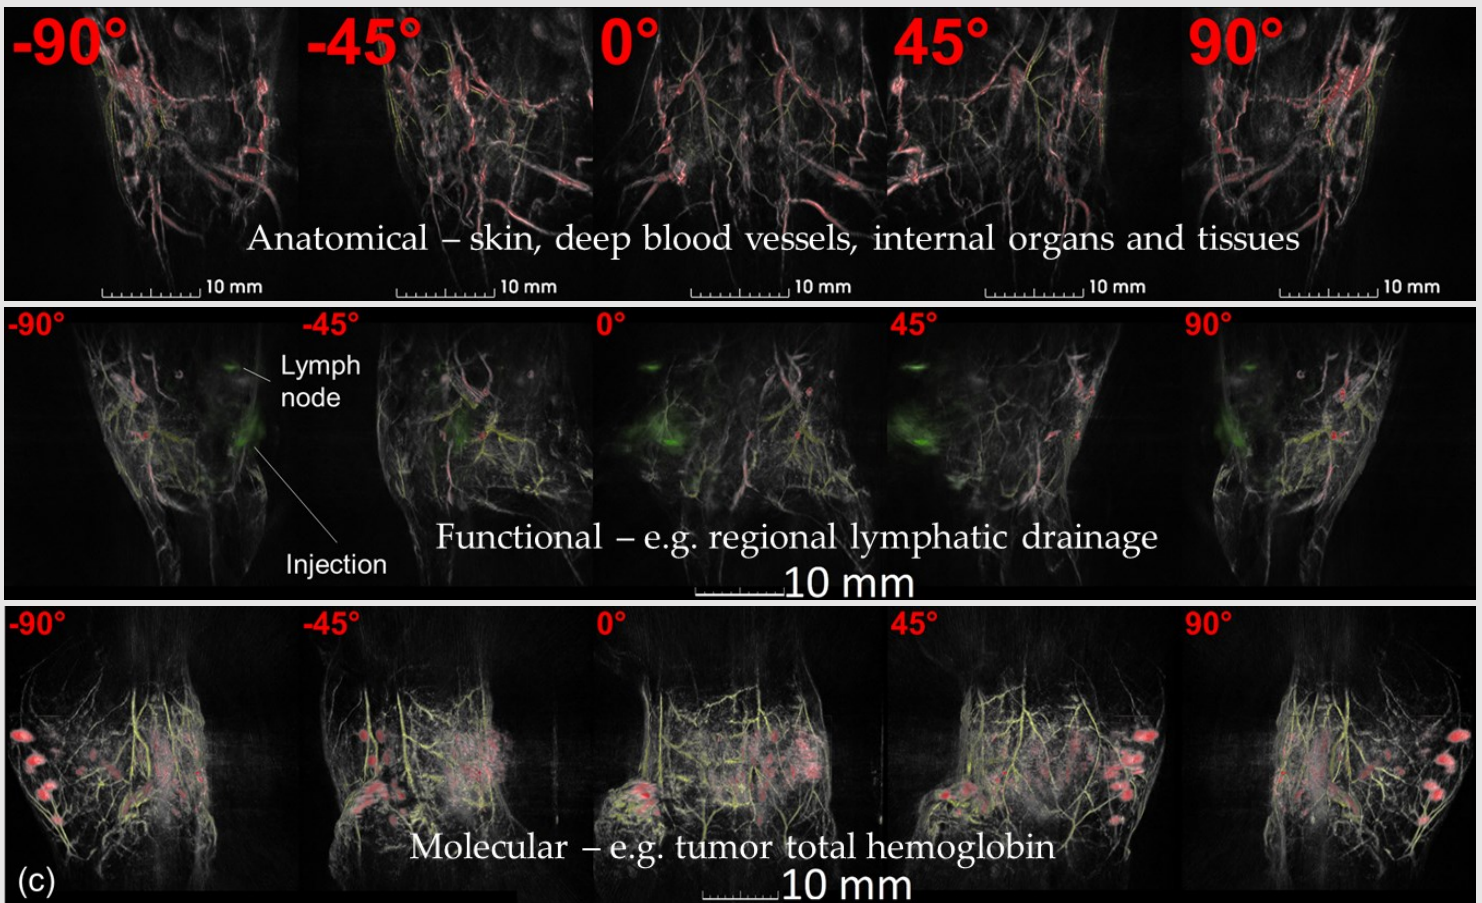 -90° -45° 0° 45° 90°
Anatomical – skin, deep blood vessels, internal organs and tissues
10 mm 10 mm 10 mm 10 mm 10 mm
-90° -45° 0° 45° 90°
Lymph
node
Functional – e.g. regional lymphatic drainage
Injection
10 mm
-90° -45° 0° 45° 90°
Molecular – e.g. tumor total hemoglobin
(c)
10 mm